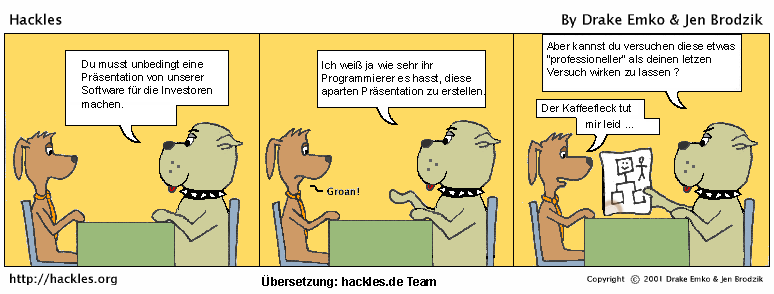 Hackles
By Drake Emko & Jen Brodzik
Du musst unbedingt eine
Präsentation von unserer
Software für die Investoren
machen.
Ich weiß ja wie sehr ihr
Programmierer es hasst, diese
aparten Präsentation zu erstellen.
Groan!
Aber kannst du versuchen diese etwas
"professioneller" als deinen letzen
Versuch wirken zu lassen ?
Der Kaffeefleck tut
mir leid ...
http://hackles.org
Übersetzung: hackles.de Team
Copyright © 2001 Drake Emko & Jen Brodzik